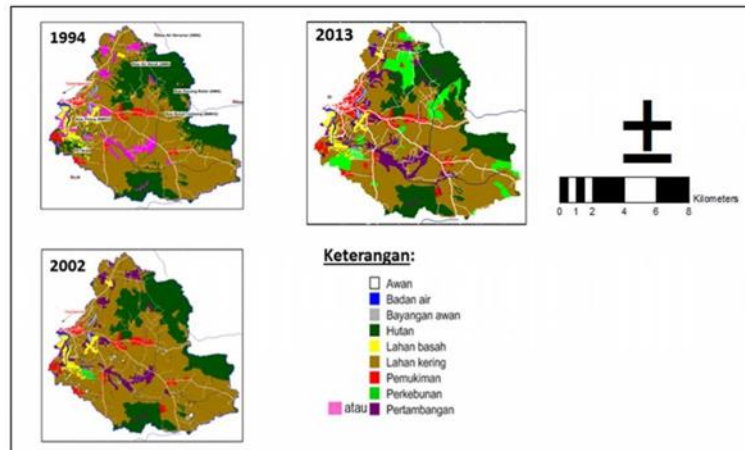 1994
2013
Kilometers
0 1 2 4 6 8
2002
Keterangan:
Awan
Badan air
Bayangan awan
Hutan
Lahan basah
Lahan kering
Pemukiman
Perkebunan
atau Pertambangan